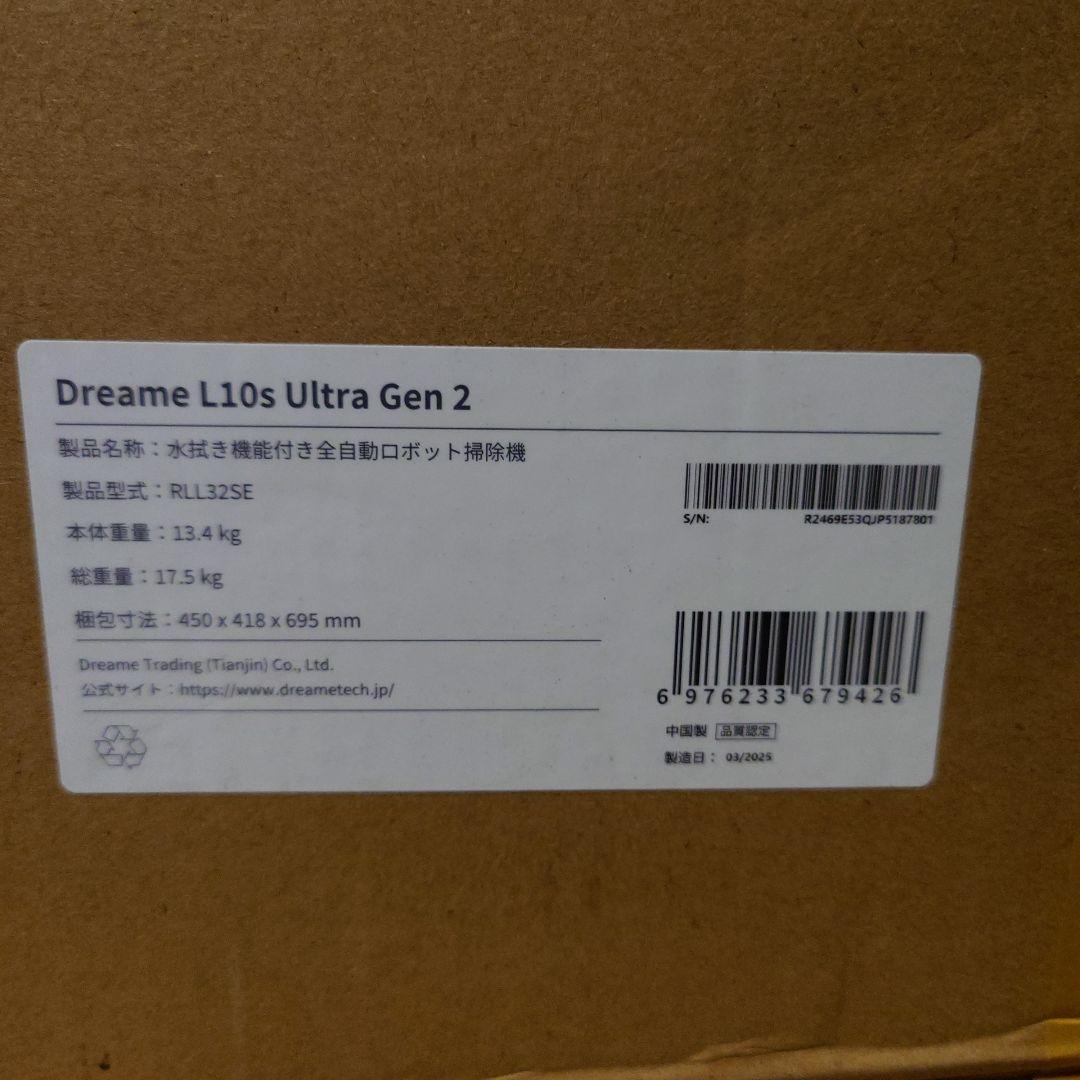 Dreame L10s Ultra Gen 2
製品名称：水拭き機能付き全自動ロボット掃除機
製品型式：RLL32SE
本体重量：13.4 kg
総重量：17.5 kg
梱包寸法：450 x 418 x 695 mm
Dreame Trading (Tianjin) Co., Ltd.
公式サイト：https://www.dreametech.jp/
S/N: R2469E53QJP5187801
6 976233 679426
中国製 品質認定
製造日： 03/2025